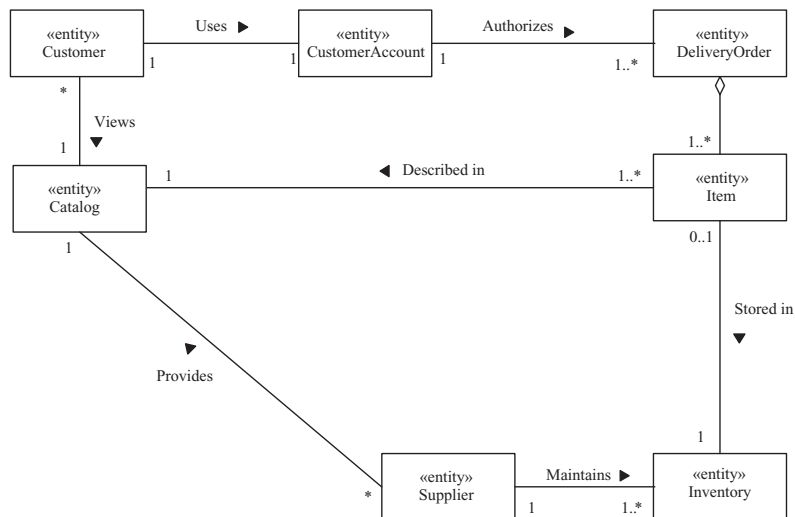 «entity»
Customer
Uses
1
1
«entity»
CustomerAccount
Authorizes
1
1..*
«entity»
DeliveryOrder
*
Views
1
1..*
«entity»
Catalog
1
Described in
1..*
«entity»
Item
1
0..1
Stored in
Provides
1
*
«entity»
Supplier
Maintains
1
1..*
«entity»
Inventory